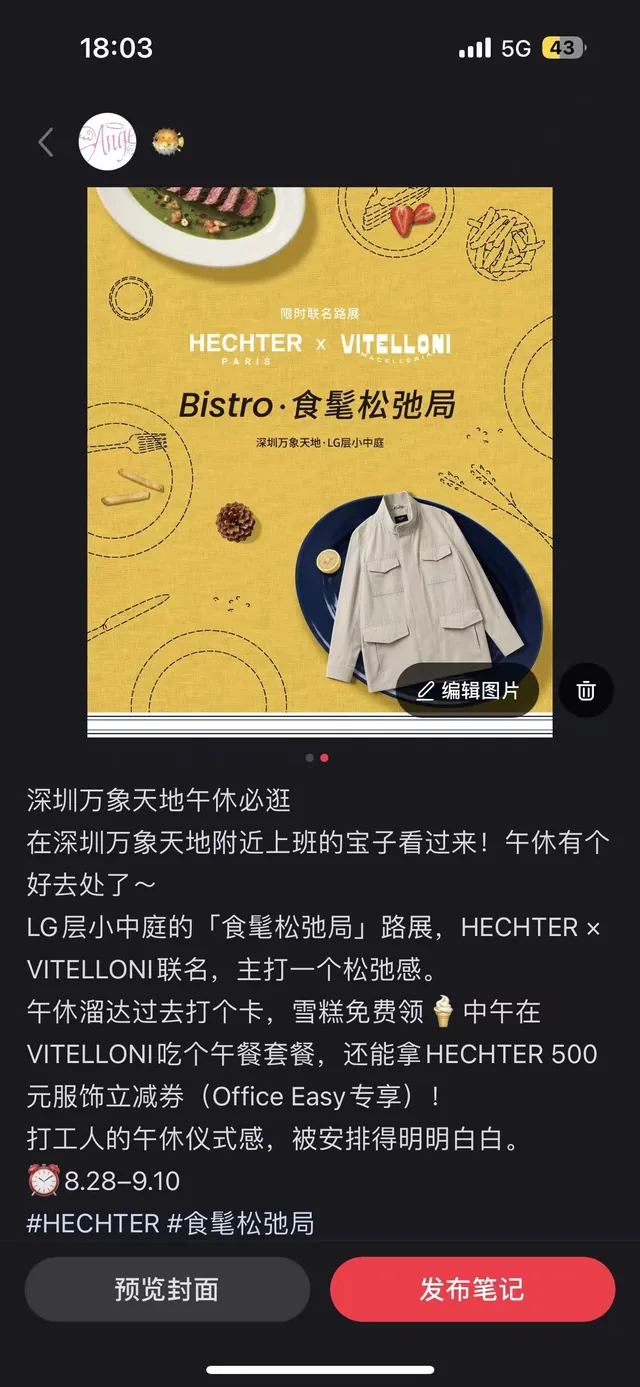 18:03
5G 43
Ange
限时联名路展
HECHTER x VITELLONI
PARIS MACELLERIA
Bistro·食髦松弛局
深圳万象天地·LG层小中庭
编辑图片
深圳万象天地午休必逛
在深圳万象天地附近上班的宝子看过来！午休有个
好去处了～
LG层小中庭的「食髦松弛局」路展，HECHTER ×
VITELLONI联名，主打一个松弛感。
午休溜达过去打个卡，雪糕免费领🍦中午在
VITELLONI吃个午餐套餐，还能拿HECHTER 500
元服饰立减券（Office Easy专享）！
打工人的午休仪式感，被安排得明明白白。
⏰8.28–9.10
#HECHTER #食髦松弛局
预览封面
发布笔记